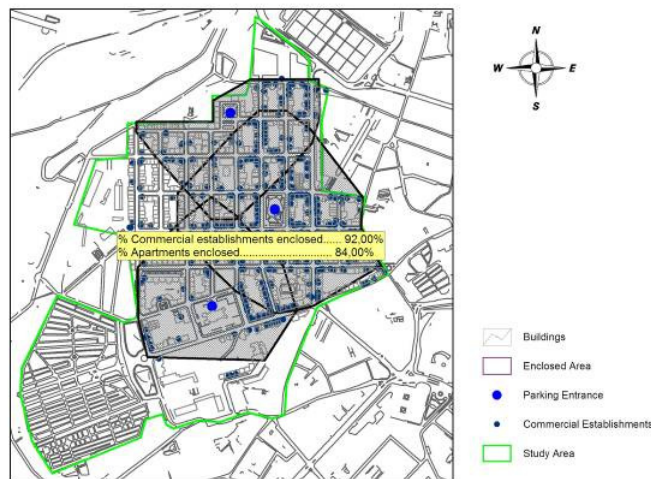 N
W E
S
% Commercial establishments enclosed...... 92,00%
% Apartments enclosed............................ 84,00%
Buildings
Enclosed Area
Parking Entrance
Commercial Establishments
Study Area